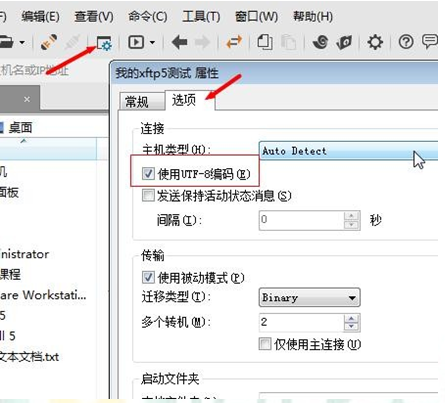 编辑(E) 查看(V) 命令(C) 工具(T) 窗口(W) 帮助(H)
机名或IP地址
我的xftp5测试 属性
常规 选项
桌面
连接
主机类型(H): Auto Detect
使用UTF-8编码(E)
发送保持活动状态消息(S)
间隔(I): 0 秒
面板
传输
使用被动模式(P)
迁移类型(T): Binary
多个转机(M): 2
仅使用主连接(U)
nistrator
课程
are Workstati...
ll 5
文本文档.txt
启动文件夹